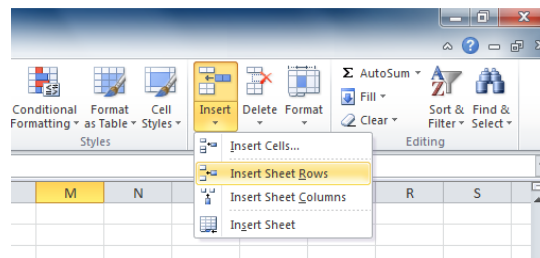 Conditional Formatting
Format as Table
Cell Styles
Styles
Insert
Delete
Format
Σ AutoSum
Fill
Clear
Sort & Filter
Find & Select
Editing
Insert Cells...
Insert Sheet Rows
Insert Sheet Columns
Insert Sheet
M N R S